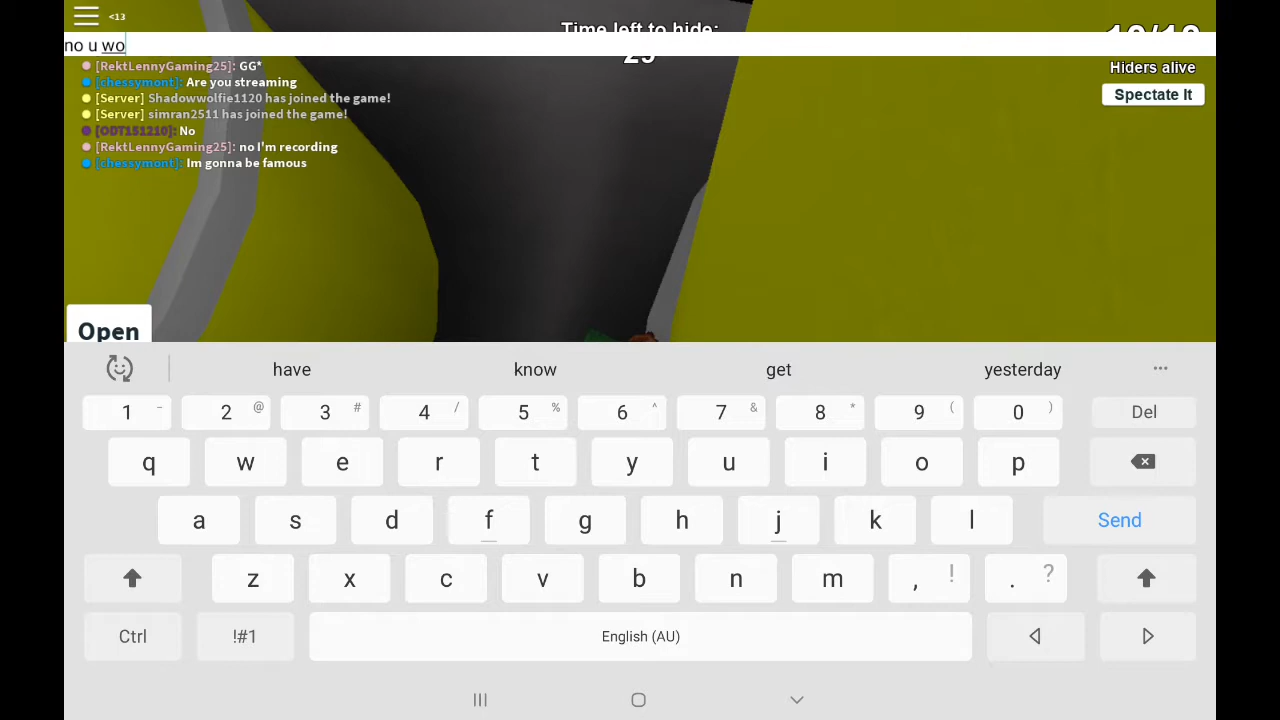 <13
Time left to hide:
no u wo
[RektLennyGaming25]: GG*
Hiders alive
[chessymont]: Are you streaming
Spectate It
[Server] Shadowwolfie1120 has joined the game!
[Server] simran2511 has joined the game!
[ODT151210]: No
[RektLennyGaming25]: no I'm recording
[chessymont]: Im gonna be famous
Open
have know get yesterday ...
1 - 2 @ 3 # 4 / 5 % 6 ^ 7 & 8 * 9 ( 0 ) Del
q w e r t y u i o p
a s d f g h j k l Send
z x c v b n m , ! . ?
Ctrl !#1 English (AU)